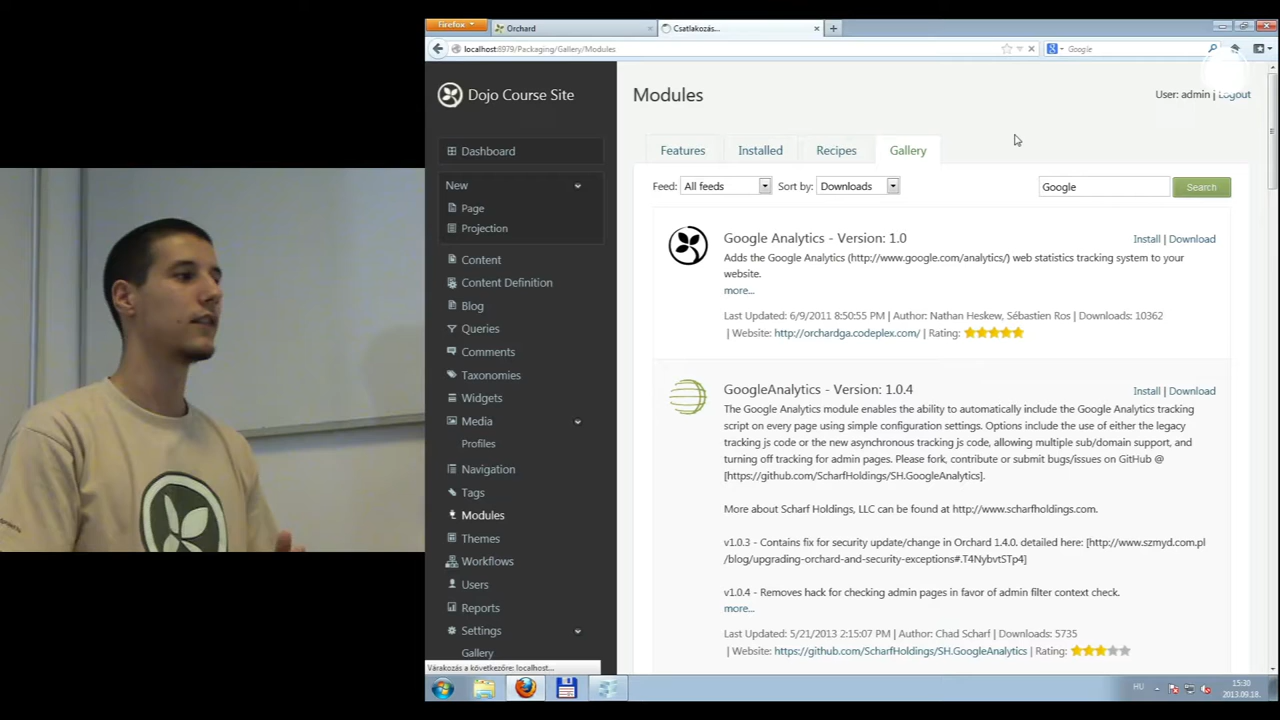 Firefox
Orchard
Csatlakozás...
localhost:8979/Packaging/Gallery/Modules
Google
Dojo Course Site
Dashboard
New
Page
Projection
Content
Content Definition
Blog
Queries
Comments
Taxonomies
Widgets
Media
Profiles
Navigation
Tags
Modules
Themes
Workflows
Users
Reports
Settings
Gallery
Várakozás a következőre: localhost...
Modules
User: admin | Logout
Features Installed Recipes Gallery
Feed: All feeds Sort by: Downloads Google Search
Google Analytics - Version: 1.0 Install | Download
Adds the Google Analytics (http://www.google.com/analytics/) web statistics tracking system to your
website.
more...
Last Updated: 6/9/2011 8:50:55 PM | Author: Nathan Heskew, Sébastien Ros | Downloads: 10362
| Website: http://orchardga.codeplex.com/ | Rating:
GoogleAnalytics - Version: 1.0.4 Install | Download
The Google Analytics module enables the ability to automatically include the Google Analytics tracking
script on every page using simple configuration settings. Options include the use of either the legacy
tracking js code or the new asynchronous tracking js code, allowing multiple sub/domain support, and
turning off tracking for admin pages. Please fork, contribute or submit bugs/issues on GitHub @
[https://github.com/ScharfHoldings/SH.GoogleAnalytics].
More about Scharf Holdings, LLC can be found at http://www.scharfholdings.com.
v1.0.3 - Contains fix for security update/change in Orchard 1.4.0. detailed here: [http://www.szmyd.com.pl
/blog/upgrading-orchard-and-security-exceptions#.T4NybvtSTp4]
v1.0.4 - Removes hack for checking admin pages in favor of admin filter context check.
more...
Last Updated: 5/21/2013 2:15:07 PM | Author: Chad Scharf | Downloads: 5735
| Website: https://github.com/ScharfHoldings/SH.GoogleAnalytics | Rating:
HU
15:30
2013.09.18.